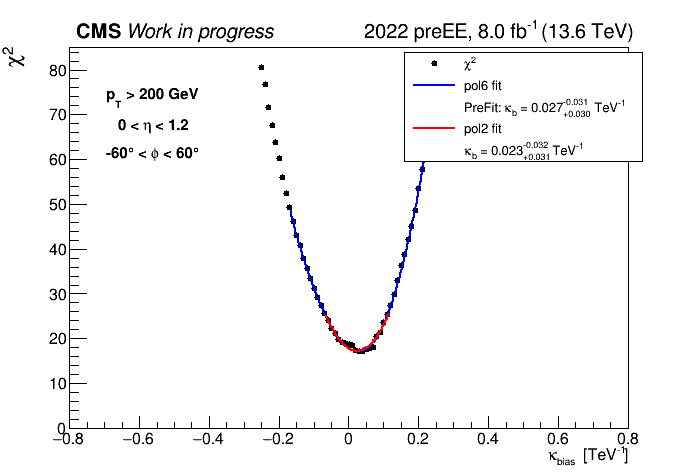 CMS Work in progress 2022 preEE, 8.0 fb⁻¹ (13.6 TeV)
χ²
p_T > 200 GeV
0 < η < 1.2
-60° < ϕ < 60°
χ²
pol6 fit
PreFit: κ_b = 0.027 -0.031 +0.030 TeV⁻¹
pol2 fit
κ_b = 0.023 -0.032 +0.031 TeV⁻¹
80
70
60
50
40
30
20
10
0
−0.8 −0.6 −0.4 −0.2 0 0.2 0.4 0.6 0.8
κ_bias [TeV⁻¹]